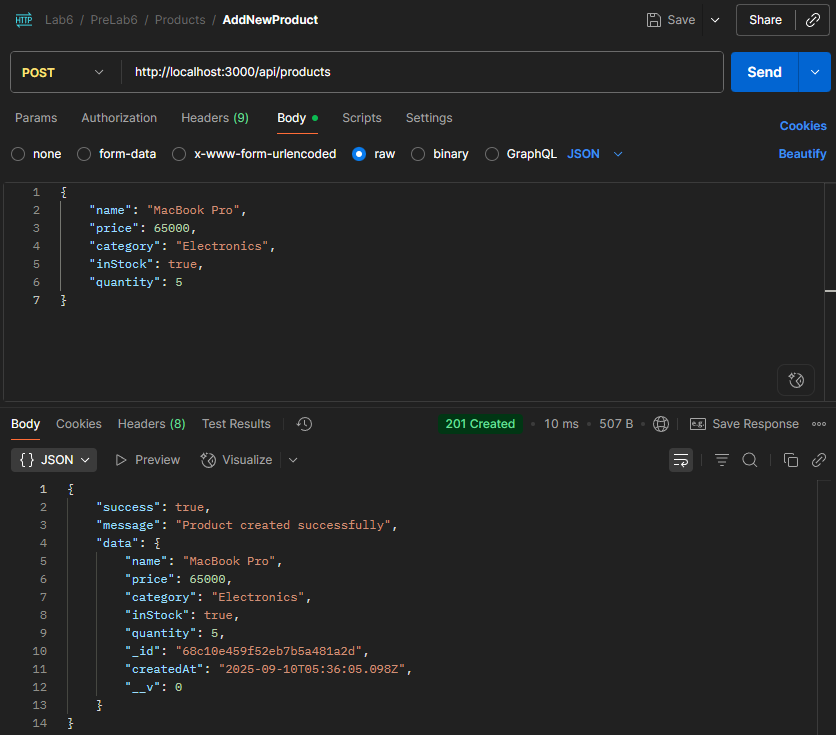 HTTP Lab6 / PreLab6 / Products / AddNewProduct Save Share
POST http://localhost:3000/api/products Send
Params Authorization Headers (9) Body Scripts Settings Cookies
none form-data x-www-form-urlencoded raw binary GraphQL JSON Beautify
1 {
2 "name": "MacBook Pro",
3 "price": 65000,
4 "category": "Electronics",
5 "inStock": true,
6 "quantity": 5
7 }
Body Cookies Headers (8) Test Results 201 Created 10 ms 507 B e.g. Save Response
{} JSON Preview Visualize
1 {
2 "success": true,
3 "message": "Product created successfully",
4 "data": {
5 "name": "MacBook Pro",
6 "price": 65000,
7 "category": "Electronics",
8 "inStock": true,
9 "quantity": 5,
10 "_id": "68c10e459f52eb7b5a481a2d",
11 "createdAt": "2025-09-10T05:36:05.098Z",
12 "__v": 0
13 }
14 }